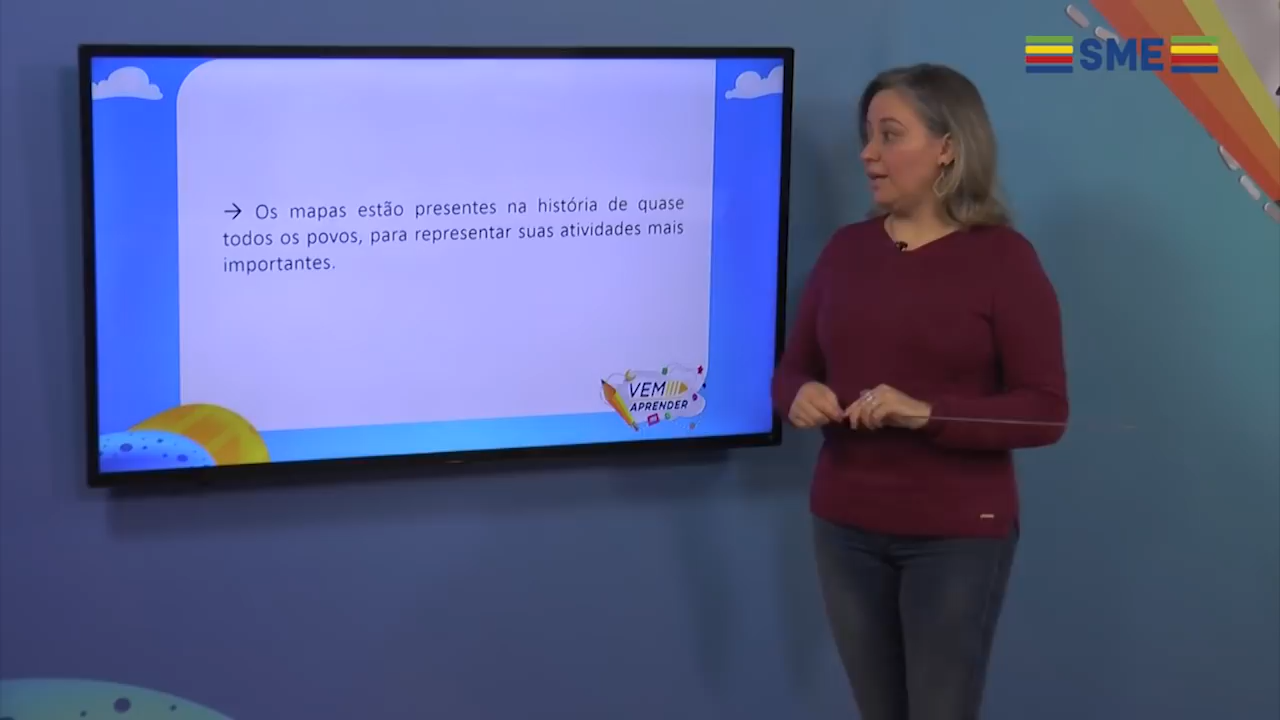 SME
→ Os mapas estão presentes na história de quase
todos os povos, para representar suas atividades mais
importantes.
VEM
APRENDER